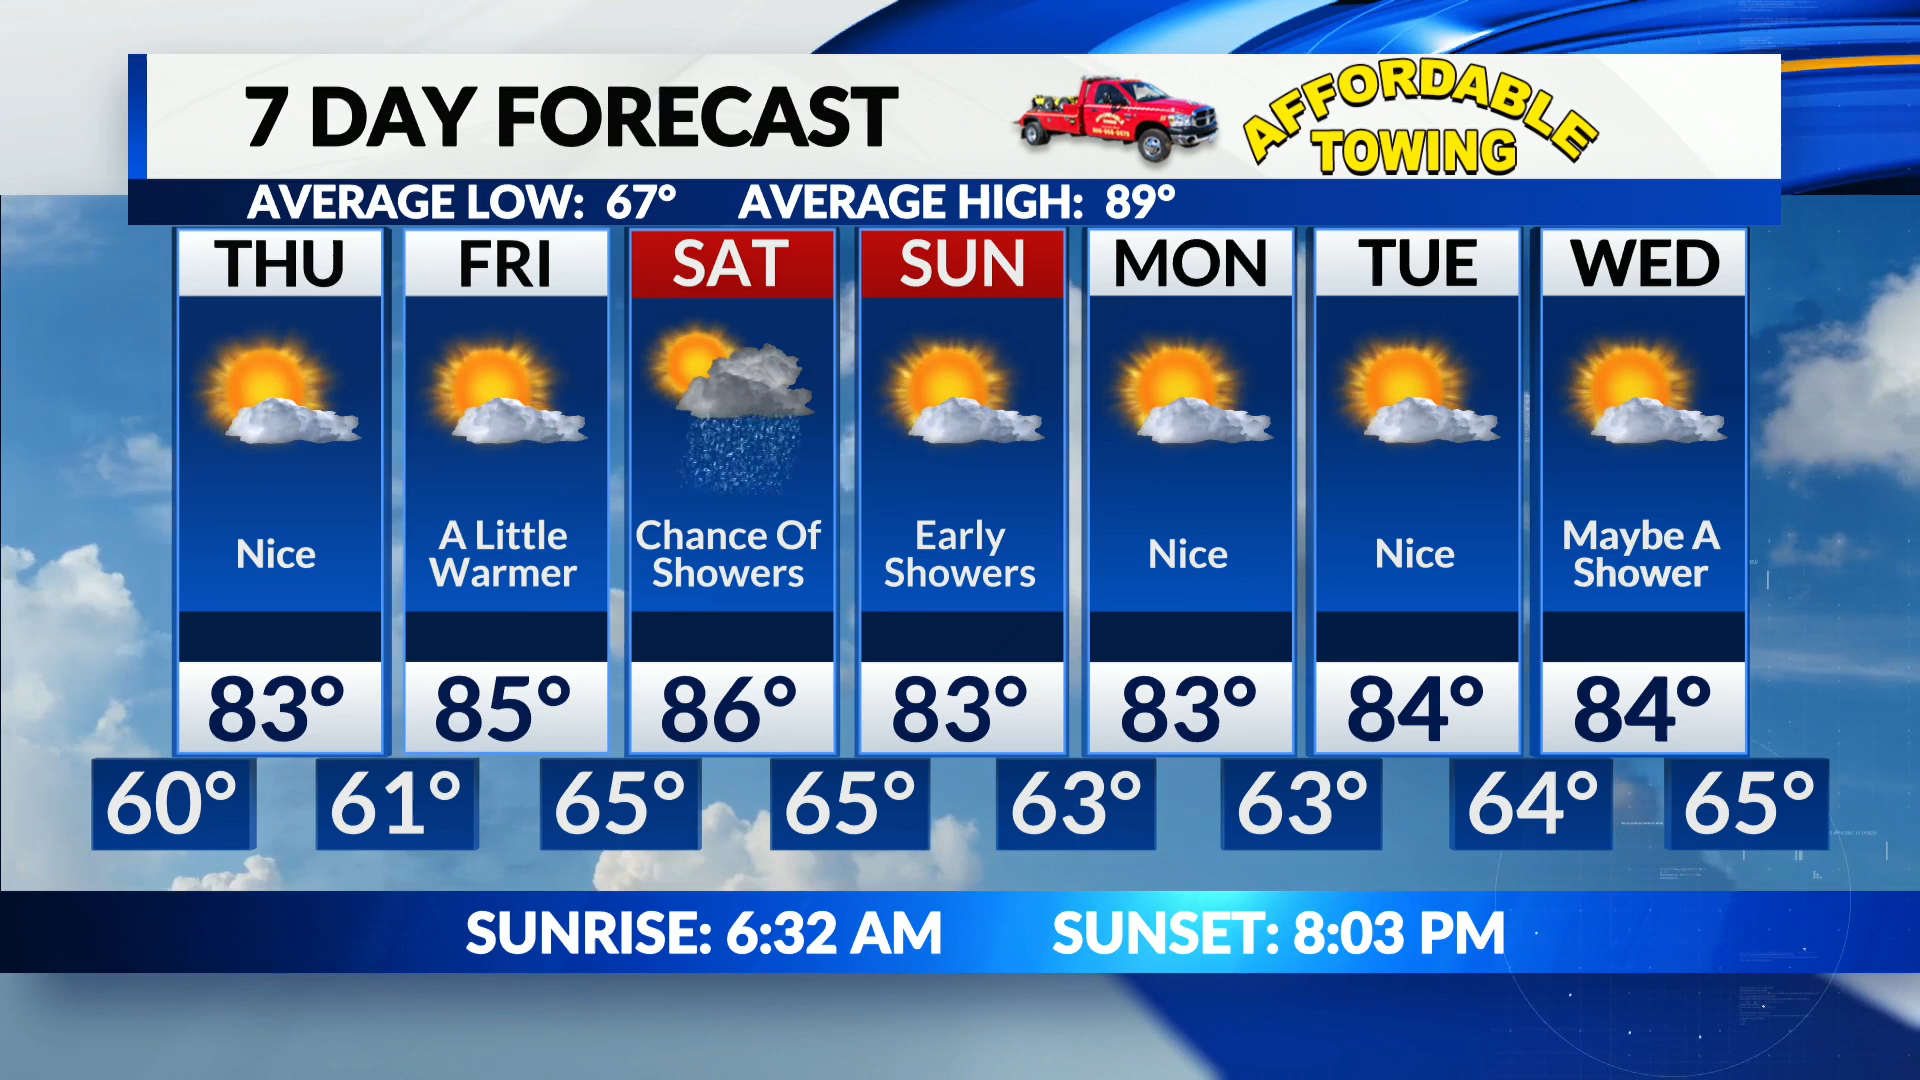 7 DAY FORECAST
AFFORDABLE
TOWING
AVERAGE LOW: 67° AVERAGE HIGH: 89°
THU FRI SAT SUN MON TUE WED
Nice
A Little
Warmer
Chance Of
Showers
Early
Showers
Nice
Nice
Maybe A
Shower
83° 85° 86° 83° 83° 84° 84°
60° 61° 65° 65° 63° 63° 64° 65°
SUNRISE: 6:32 AM SUNSET: 8:03 PM